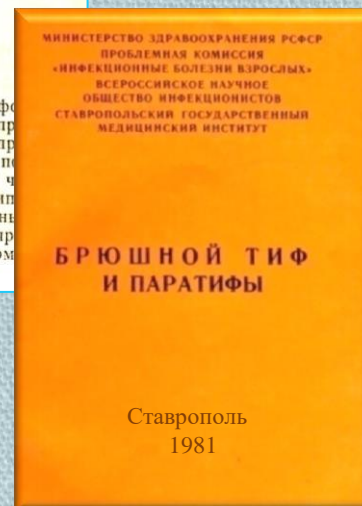 МИНИСТЕРСТВО ЗДРАВООХРАНЕНИЯ РСФСР
ПРОБЛЕМНАЯ КОМИССИЯ
«ИНФЕКЦИОННЫЕ БОЛЕЗНИ ВЗРОСЛЫХ»
ВСЕРОССИЙСКОЕ НАУЧНОЕ
ОБЩЕСТВО ИНФЕКЦИОНИСТОВ
СТАВРОПОЛЬСКИЙ ГОСУДАРСТВЕННЫЙ
МЕДИЦИНСКИЙ ИНСТИТУТ
БРЮШНОЙ ТИФ
И ПАРАТИФЫ
Ставрополь
1981